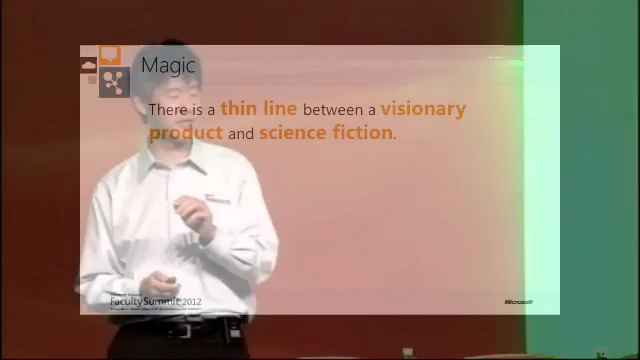 Magic
There is a thin line between a visionary
product and science fiction.
Faculty Summit 2012
Microsoft